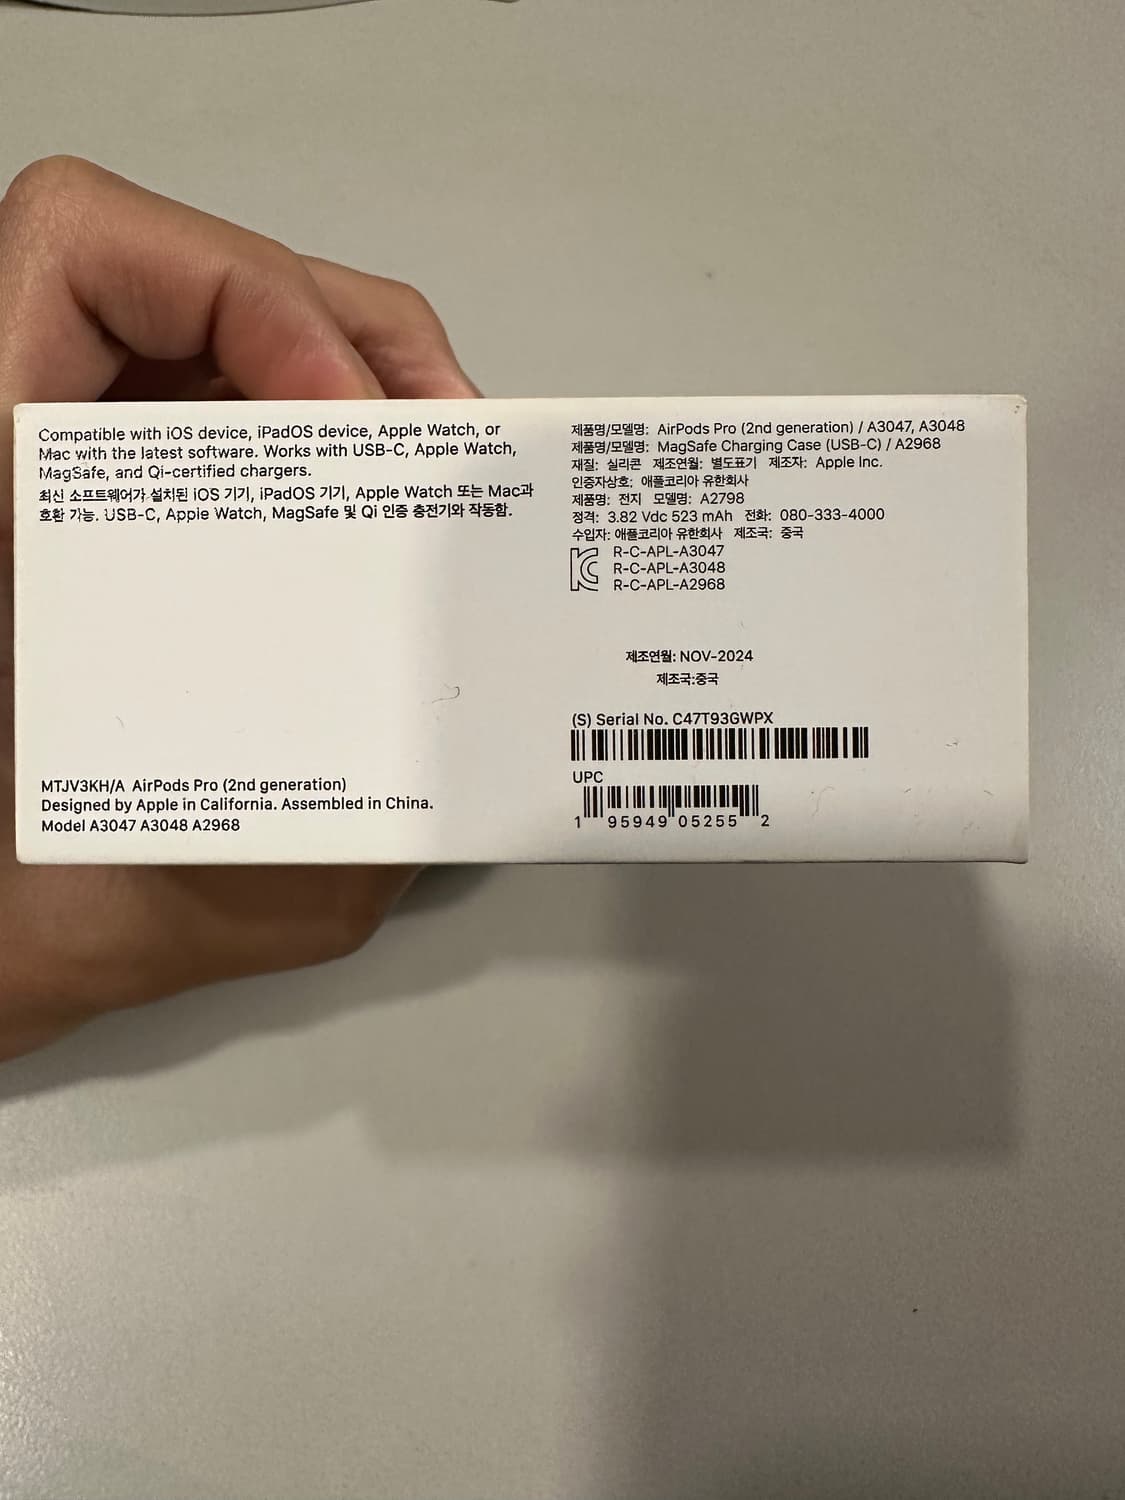 Compatible with iOS device, iPadOS device, Apple Watch, or
Mac with the latest software. Works with USB-C, Apple Watch,
MagSafe, and Qi-certified chargers.
최신 소프트웨어가 설치된 iOS 기기, iPadOS 기기, Apple Watch 또는 Mac과
호환 가능. USB-C, Apple Watch, MagSafe 및 Qi 인증 충전기와 작동함.
MTJV3KH/A AirPods Pro (2nd generation)
Designed by Apple in California. Assembled in China.
Model A3047 A3048 A2968
제품명/모델명: AirPods Pro (2nd generation) / A3047, A3048
제품명/모델명: MagSafe Charging Case (USB-C) / A2968
재질: 실리콘 제조연월: 별도표기 제조자: Apple Inc.
인증자상호: 애플코리아 유한회사
제품명: 전지 모델명: A2798
정격: 3.82 Vdc 523 mAh 전화: 080-333-4000
수입자: 애플코리아 유한회사 제조국: 중국
R-C-APL-A3047
R-C-APL-A3048
R-C-APL-A2968
제조연월: NOV-2024
제조국:중국
(S) Serial No. C47T93GWPX
UPC
1 95949 05255 2